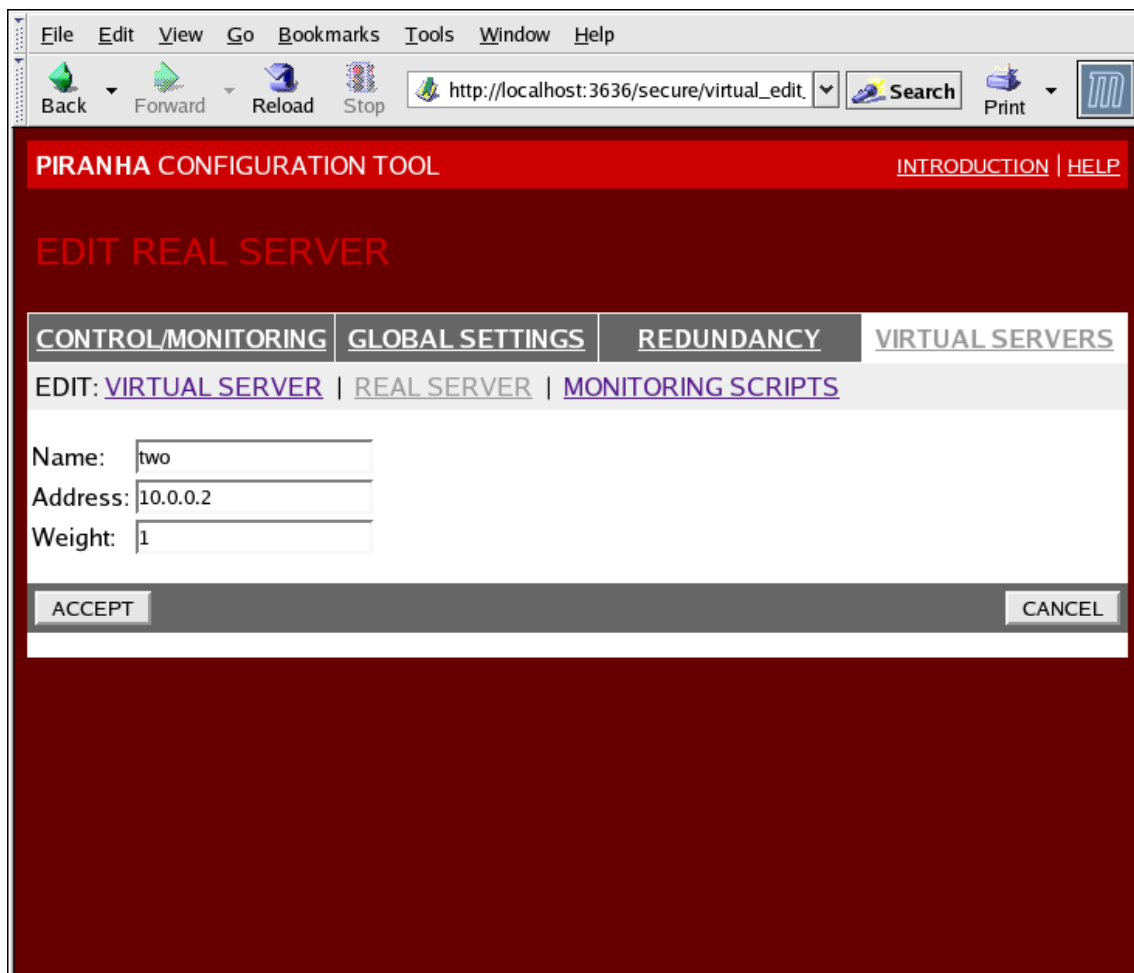 File Edit View Go Bookmarks Tools Window Help
Back Forward Reload Stop http://localhost:3636/secure/virtual_edit_ Search Print
PIRANHA CONFIGURATION TOOL INTRODUCTION | HELP
EDIT REAL SERVER
CONTROL/MONITORING GLOBAL SETTINGS REDUNDANCY VIRTUAL SERVERS
EDIT: VIRTUAL SERVER | REAL SERVER | MONITORING SCRIPTS
Name: two
Address: 10.0.0.2
Weight: 1
ACCEPT CANCEL